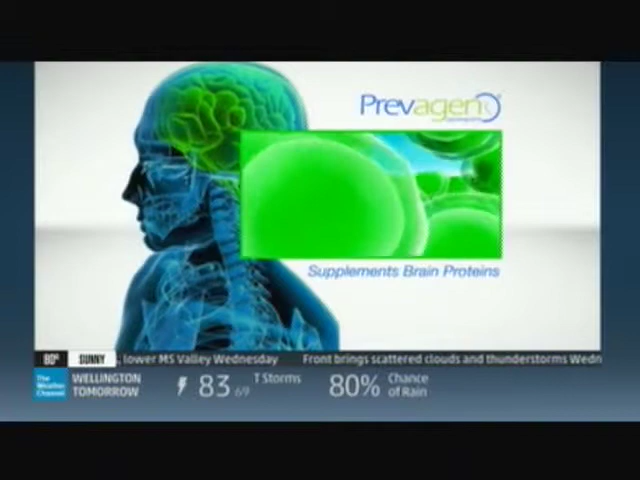 Prevagen
Supplements Brain Proteins
80° SUNNY ; lower MS Valley Wednesday Front brings scattered clouds and thunderstorms Wedn
The
Weather
Channel
WELLINGTON
TOMORROW
83 T Storms
80% Chance
of Rain